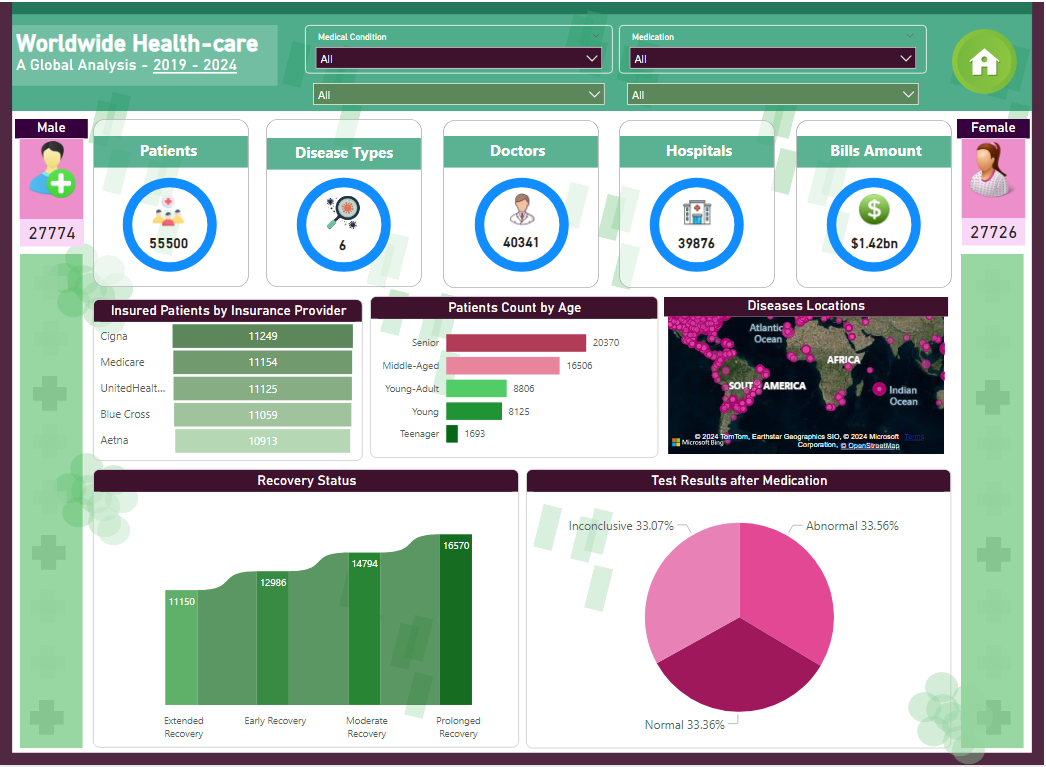 Worldwide Health-care
A Global Analysis - 2019 - 2024
Medical Condition
All
All
Medication
All
All
Male
27774
Patients
55500
Disease Types
6
Doctors
40341
Hospitals
39876
Bills Amount
$1.42bn
Female
27726
Insured Patients by Insurance Provider
Cigna 11249
Medicare 11154
UnitedHealt... 11125
Blue Cross 11059
Aetna 10913
Patients Count by Age
Senior 20370
Middle-Aged 16506
Young-Adult 8806
Young 8125
Teenager 1693
Diseases Locations
Atlantic
Ocean
AFRICA
SOUT AMERICA
Indian
Ocean
© 2024 TomTom, Earthstar Geographics SIO, © 2024 Microsoft Terms
Microsoft Bing
Corporation, © OpenStreetMap
Recovery Status
11150
12986
14794
16570
Extended
Recovery
Early Recovery
Moderate
Recovery
Prolonged
Recovery
Test Results after Medication
Inconclusive 33.07%
Abnormal 33.56%
Normal 33.36%